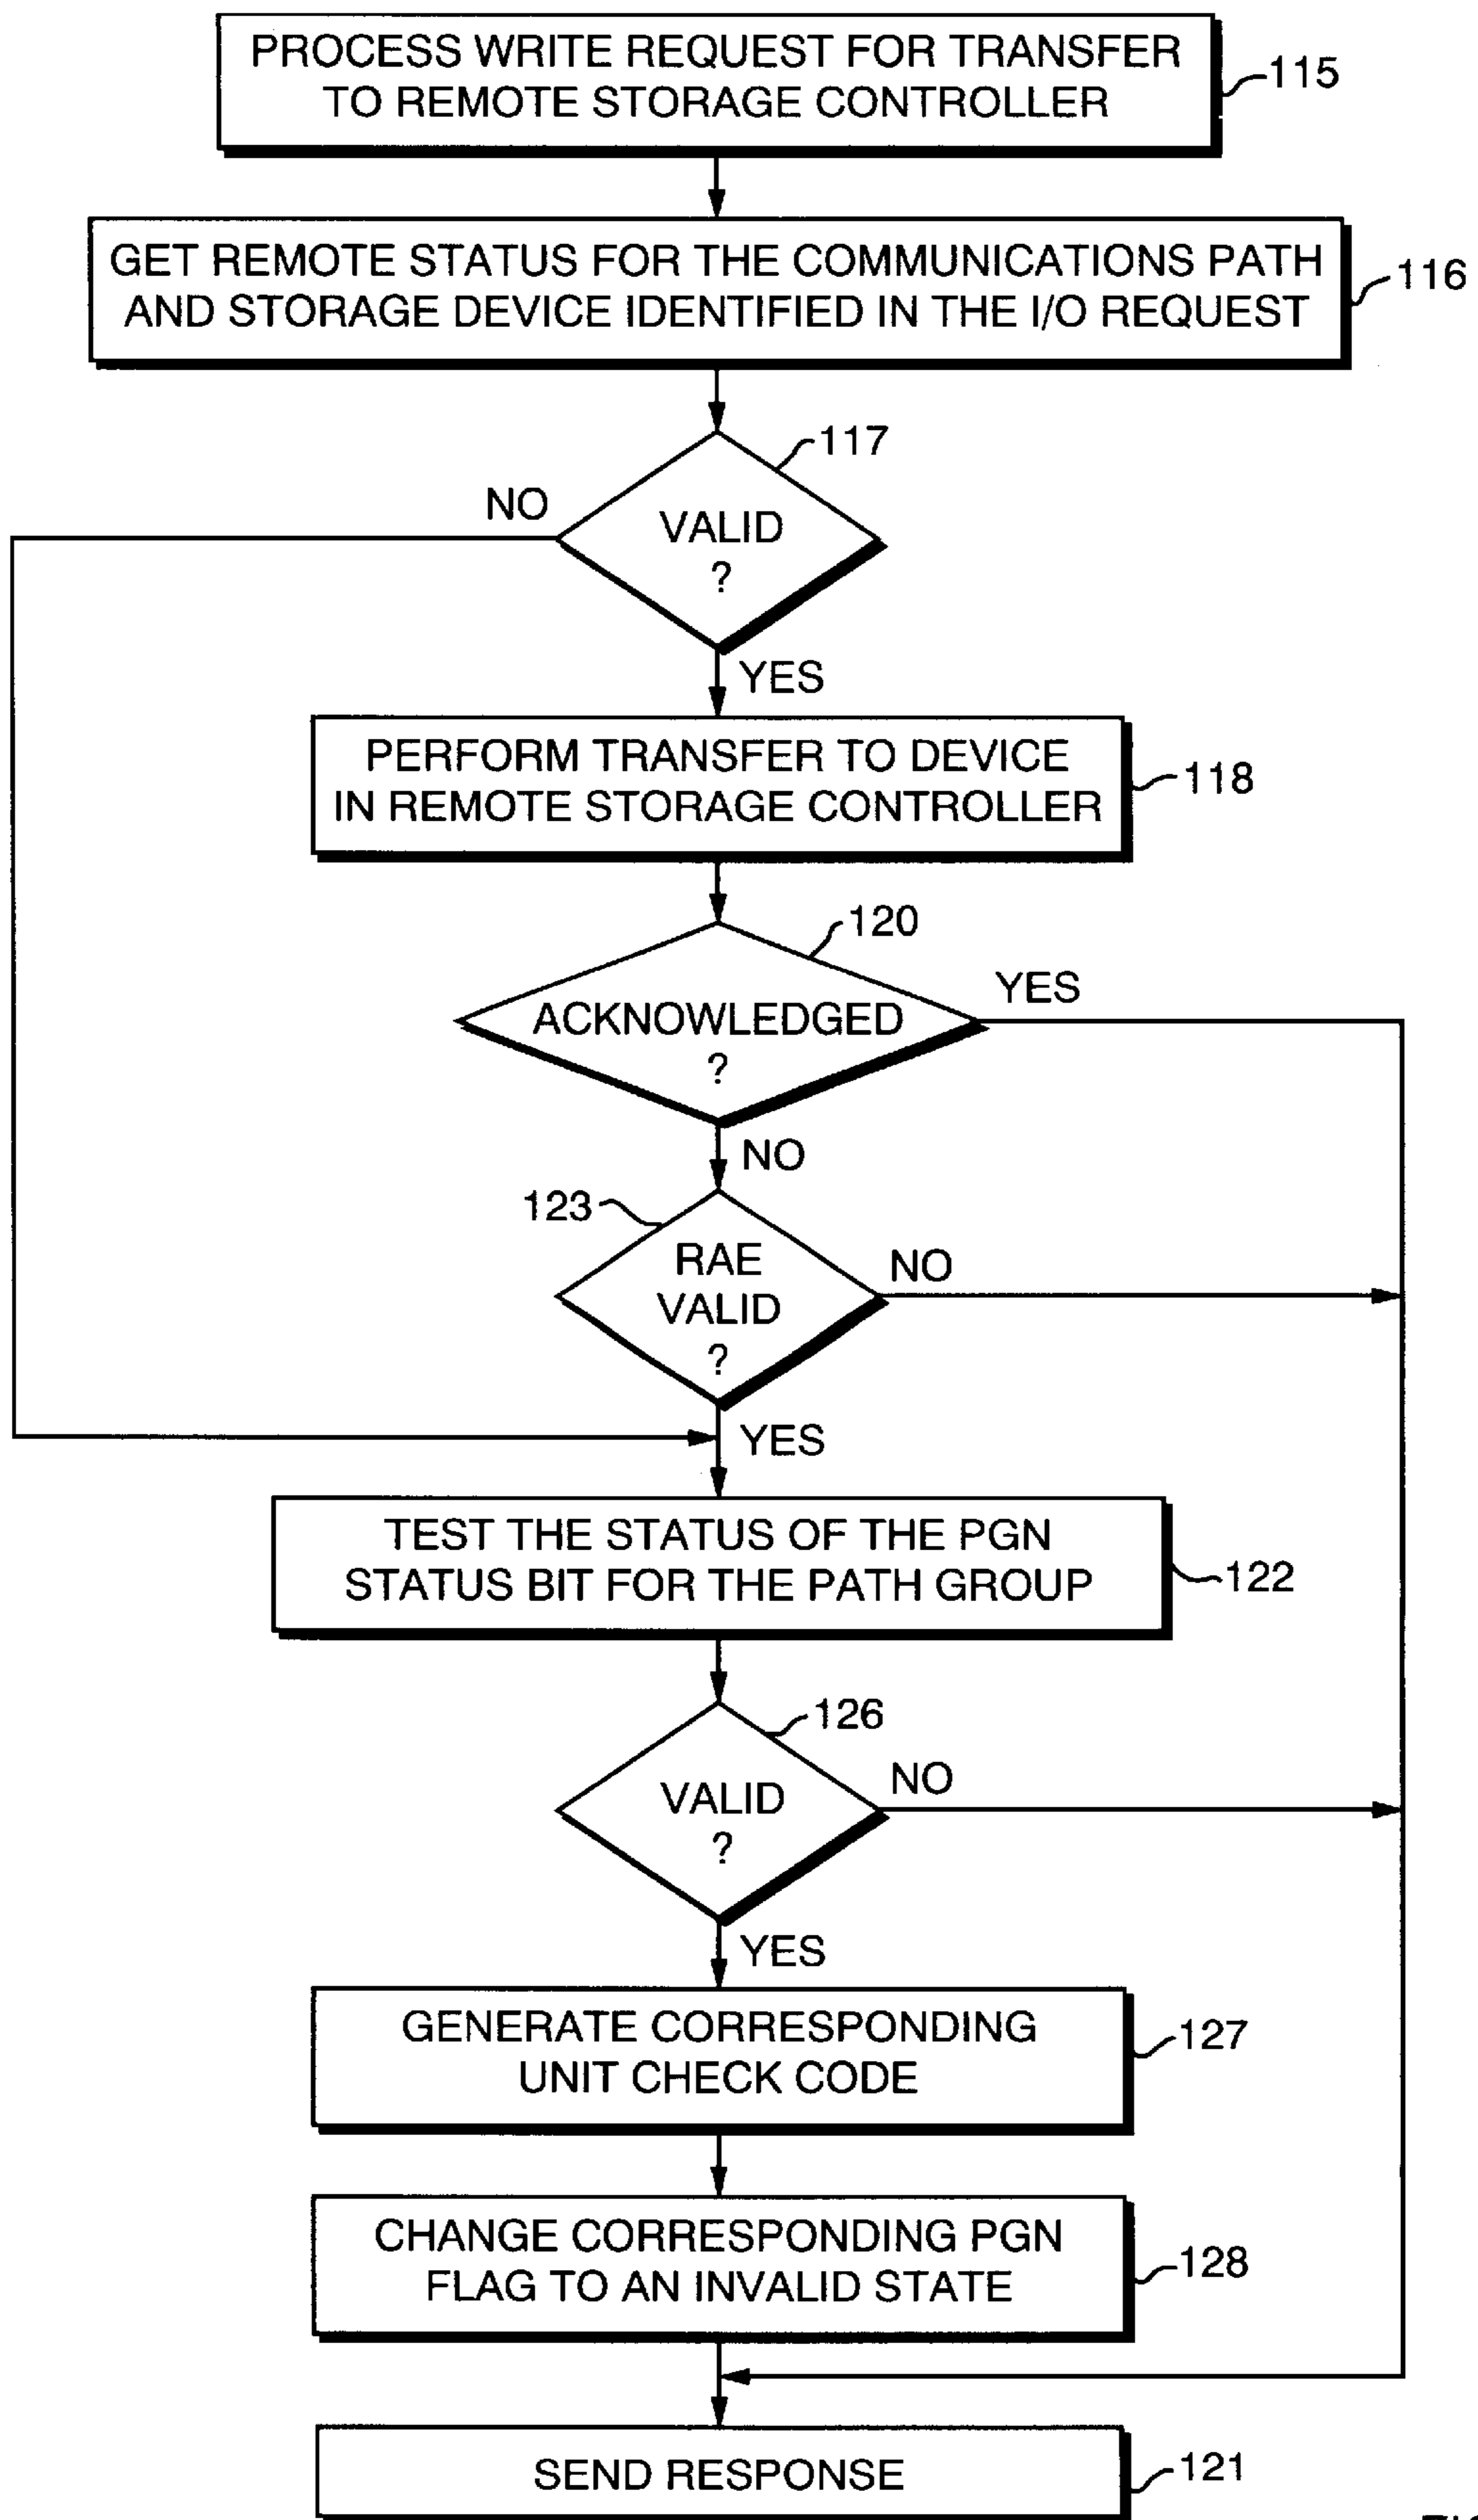 PROCESS WRITE REQUEST FOR TRANSFER
TO REMOTE STORAGE CONTROLLER
115
GET REMOTE STATUS FOR THE COMMUNICATIONS PATH
AND STORAGE DEVICE IDENTIFIED IN THE I/O REQUEST
116
117
NO
VALID
?
YES
PERFORM TRANSFER TO DEVICE
IN REMOTE STORAGE CONTROLLER
118
120
YES
ACKNOWLEDGED
?
NO
123
RAE
VALID
?
NO
YES
TEST THE STATUS OF THE PGN
STATUS BIT FOR THE PATH GROUP
122
126
VALID
?
NO
YES
GENERATE CORRESPONDING
UNIT CHECK CODE
127
CHANGE CORRESPONDING PGN
FLAG TO AN INVALID STATE
128
SEND RESPONSE
121